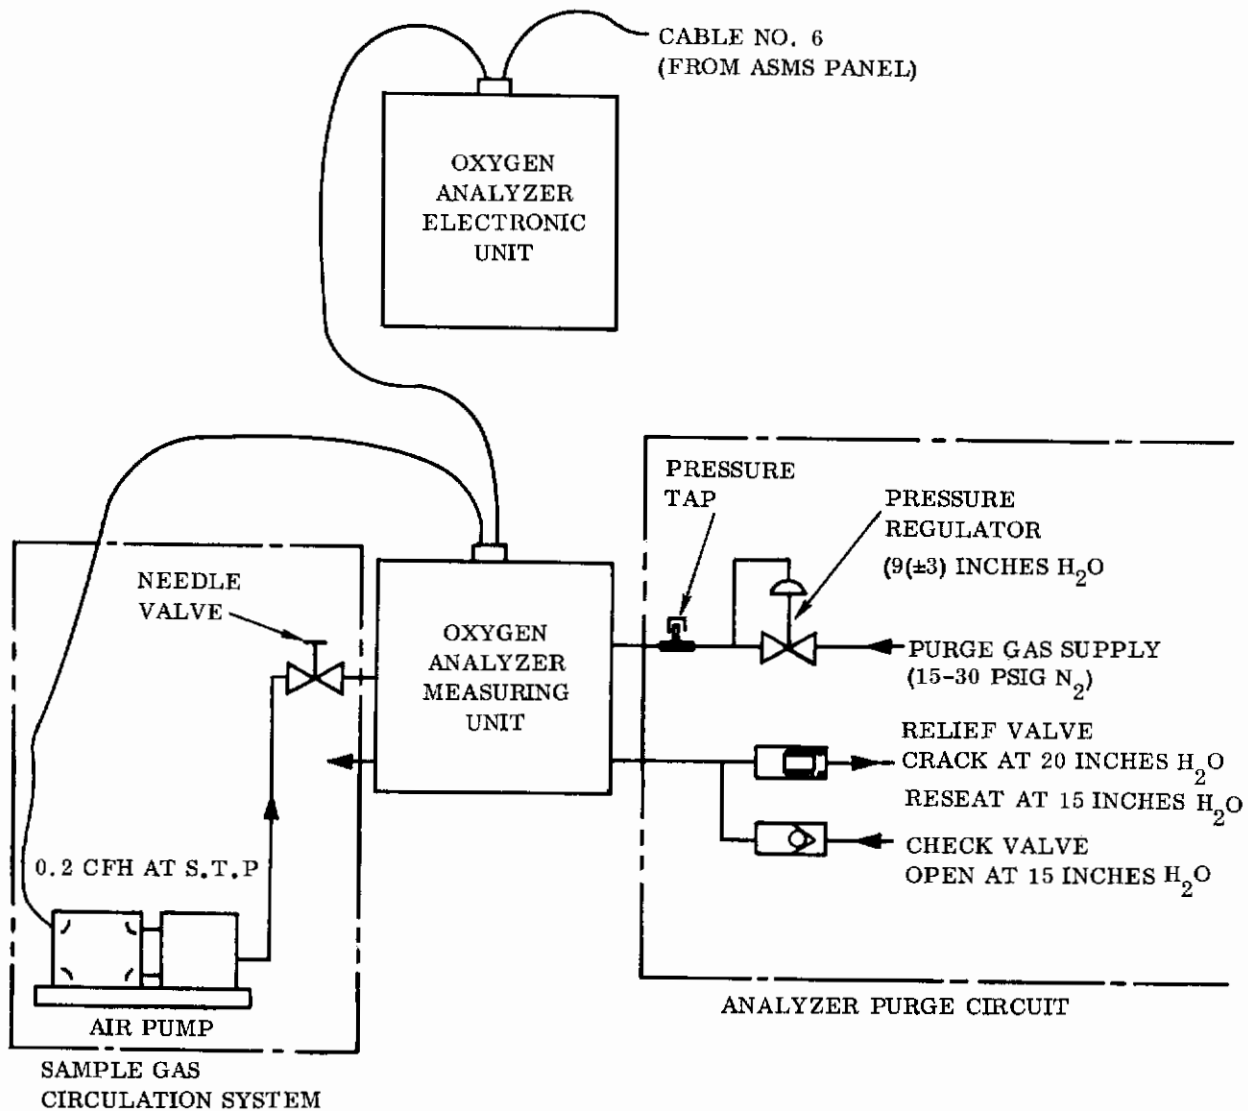 CABLE NO. 6
(FROM ASMS PANEL)
OXYGEN
ANALYZER
ELECTRONIC
UNIT
PRESSURE
TAP
PRESSURE
REGULATOR
(9(±3) INCHES H₂O
NEEDLE
VALVE
OXYGEN
ANALYZER
MEASURING
UNIT
PURGE GAS SUPPLY
(15-30 PSIG N₂)
RELIEF VALVE
CRACK AT 20 INCHES H₂O
RESEAT AT 15 INCHES H₂O
CHECK VALVE
OPEN AT 15 INCHES H₂O
0.2 CFH AT S.T.P
AIR PUMP
ANALYZER PURGE CIRCUIT
SAMPLE GAS
CIRCULATION SYSTEM